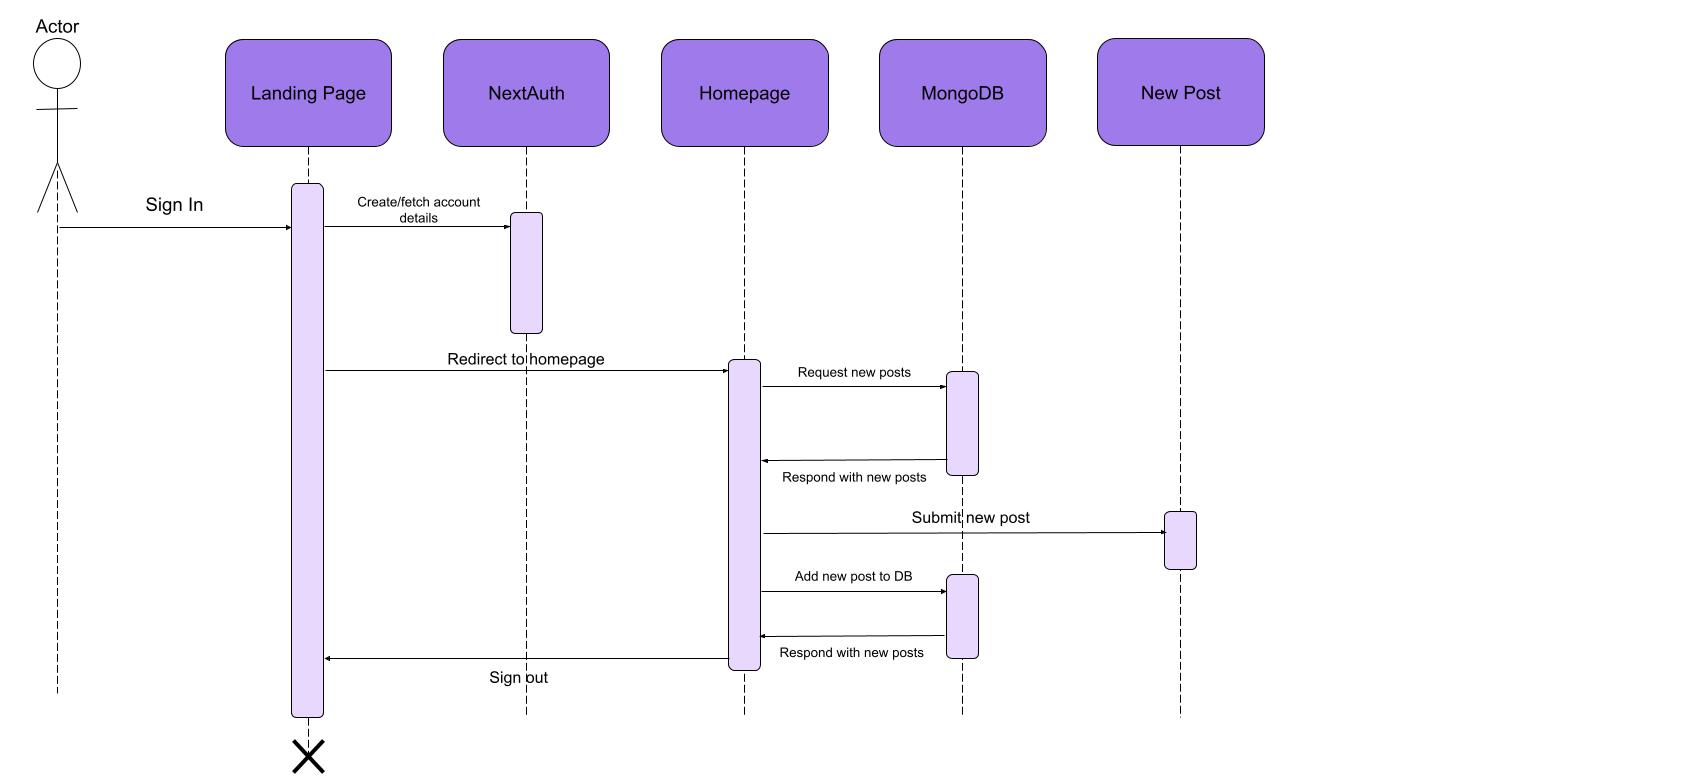 Actor
Landing Page
NextAuth
Homepage
MongoDB
New Post
Sign In
Create/fetch account
details
Redirect to homepage
Request new posts
Respond with new posts
Submit new post
Add new post to DB
Respond with new posts
Sign out